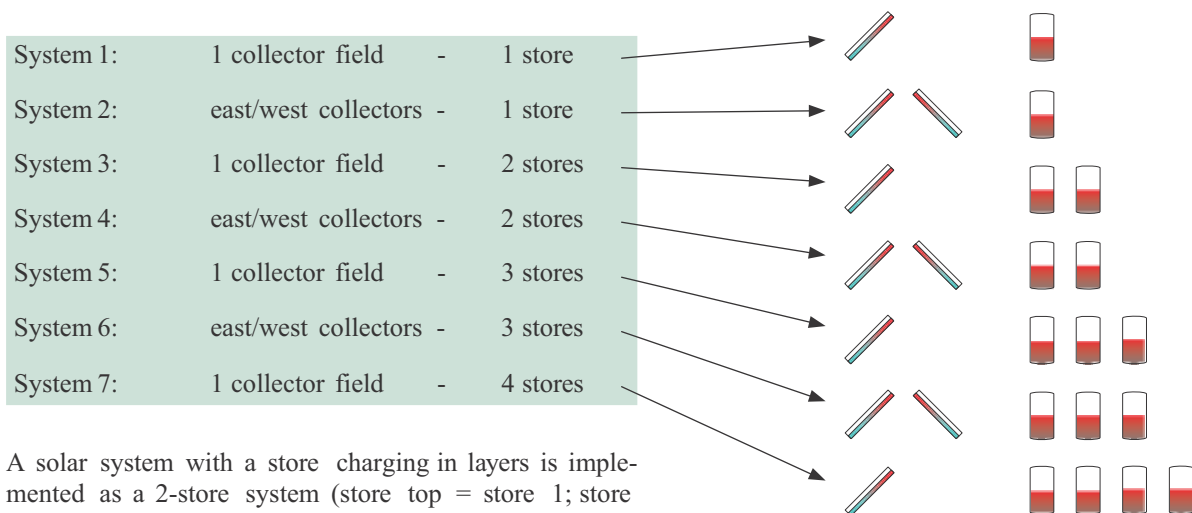 System 1: 1 collector field - 1 store
System 2: east/west collectors - 1 store
System 3: 1 collector field - 2 stores
System 4: east/west collectors - 2 stores
System 5: 1 collector field - 3 stores
System 6: east/west collectors - 3 stores
System 7: 1 collector field - 4 stores
A solar system with a store charging in layers is imple-
mented as a 2-store system (store top = store 1; store